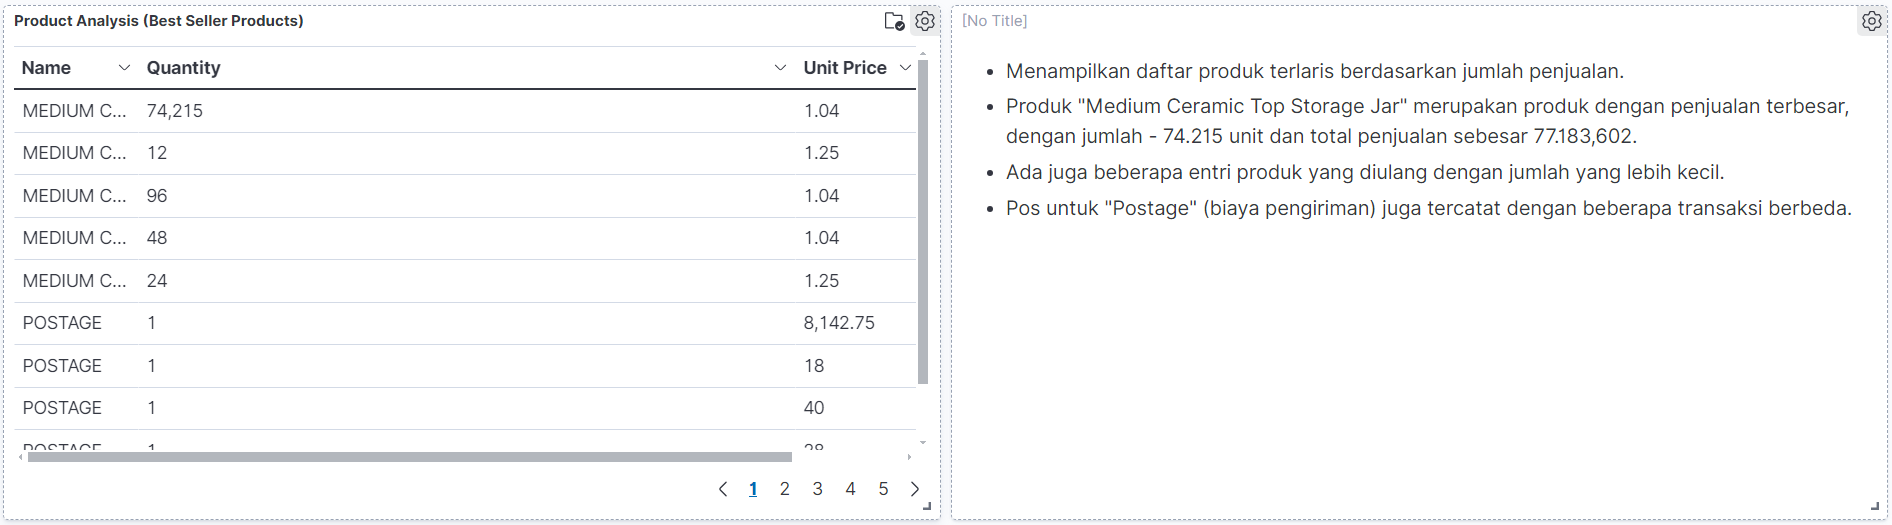 Product Analysis (Best Seller Products)
Name Quantity Unit Price
MEDIUM C... 74,215 1.04
MEDIUM C... 12 1.25
MEDIUM C... 96 1.04
MEDIUM C... 48 1.04
MEDIUM C... 24 1.25
POSTAGE 1 8,142.75
POSTAGE 1 18
POSTAGE 1 40
POSTAGE 1
1 2 3 4 5
[No Title]
• Menampilkan daftar produk terlaris berdasarkan jumlah penjualan.
• Produk "Medium Ceramic Top Storage Jar" merupakan produk dengan penjualan terbesar,
dengan jumlah - 74.215 unit dan total penjualan sebesar 77.183,602.
• Ada juga beberapa entri produk yang diulang dengan jumlah yang lebih kecil.
• Pos untuk "Postage" (biaya pengiriman) juga tercatat dengan beberapa transaksi berbeda.